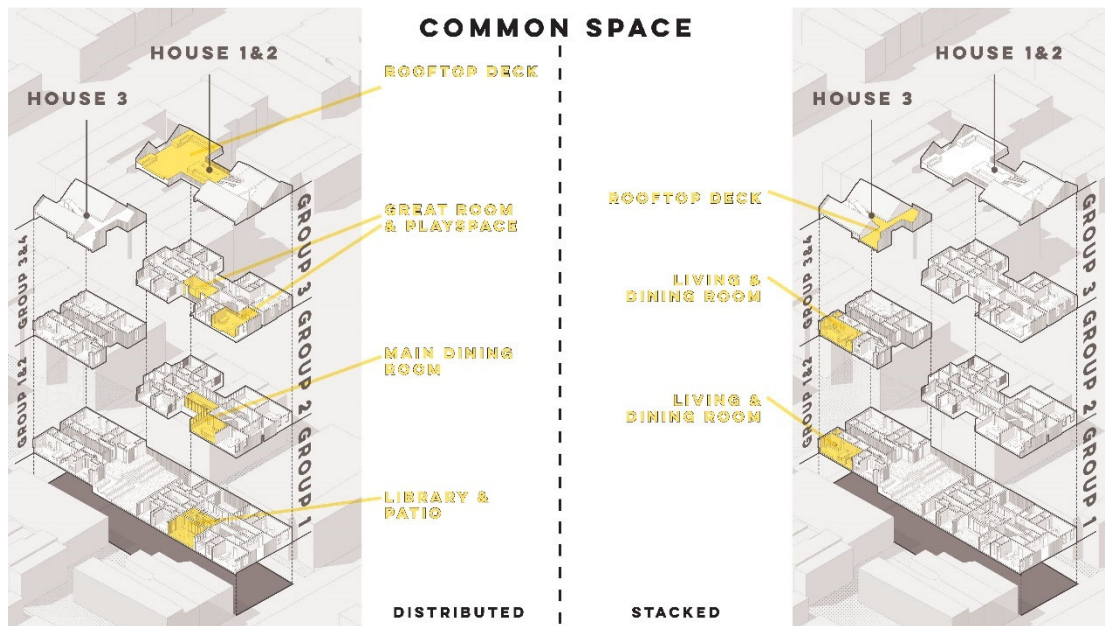 COMMON SPACE
HOUSE 1&2
HOUSE 3
ROOFTOP DECK
GREAT ROOM
& PLAYSPACE
MAIN DINING
ROOM
LIBRARY &
PATIO
GROUP 3&4
GROUP 1&2
GROUP 3
GROUP 2
GROUP 1
DISTRIBUTED
HOUSE 1&2
HOUSE 3
ROOFTOP DECK
LIVING &
DINING ROOM
LIVING &
DINING ROOM
GROUP 3&4
GROUP 1&2
GROUP 3
GROUP 2
GROUP 1
STACKED